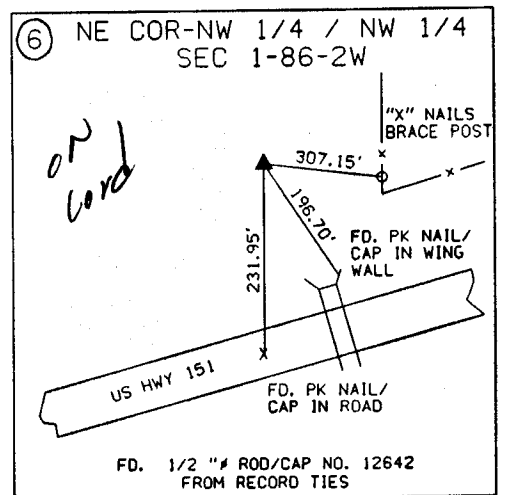 6 NE COR-NW 1/4 / NW 1/4
SEC 1-86-2W
on
Cord
"X" NAILS
BRACE POST
307.15'
196.70'
231.95'
FD. PK NAIL/
CAP IN WING
WALL
US HWY 151
FD. PK NAIL/
CAP IN ROAD
FD. 1/2 "ø ROD/CAP NO. 12642
FROM RECORD TIES